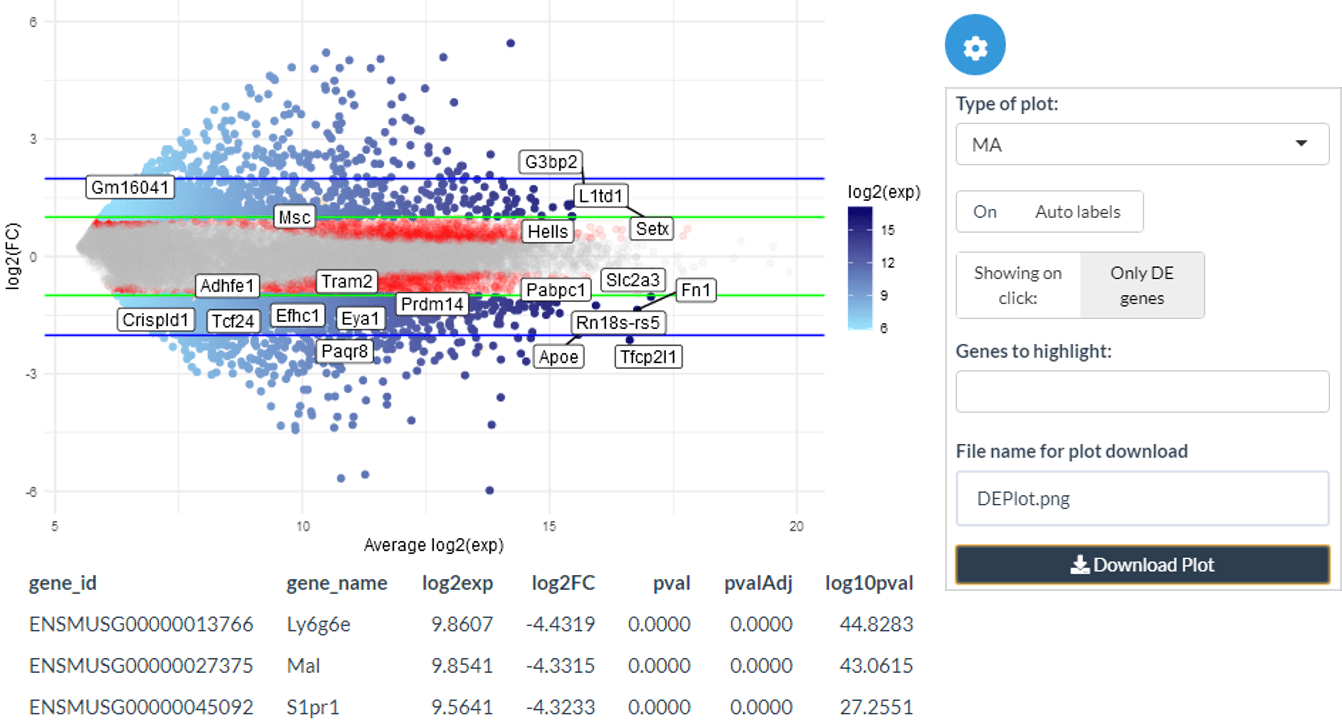 6
3
0
-3
-6
log2(FC)
5
10
15
20
Average log2(exp)
Gm16041
Msc
G3bp2
L1td1
Hells
Setx
Adhfe1
Tram2
Pabpc1
Slc2a3
Fn1
Crispld1
Tcf24
Efhc1
Eya1
Prdm14
Rn18s-rs5
Paqr8
Apoe
Tfcp2l1
log2(exp)
15
12
9
6
Type of plot:
MA
On Auto labels
Showing on click: Only DE genes
Genes to highlight:
File name for plot download
DEPlot.png
Download Plot
gene_id gene_name log2exp log2FC pval pvalAdj log10pval
ENSMUSG00000013766 Ly6g6e 9.8607 -4.4319 0.0000 0.0000 44.8283
ENSMUSG00000027375 Mal 9.8541 -4.3315 0.0000 0.0000 43.0615
ENSMUSG00000045092 S1pr1 9.5641 -4.3233 0.0000 0.0000 27.2551